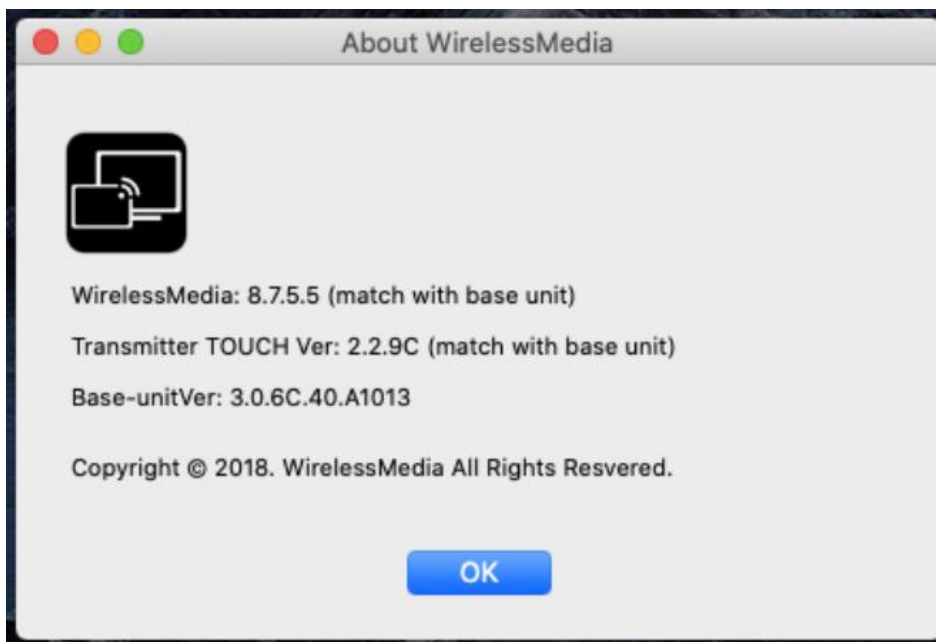 About WirelessMedia
WirelessMedia: 8.7.5.5 (match with base unit)
Transmitter TOUCH Ver: 2.2.9C (match with base unit)
Base-unitVer: 3.0.6C.40.A1013
Copyright © 2018. WirelessMedia All Rights Resvered.
OK